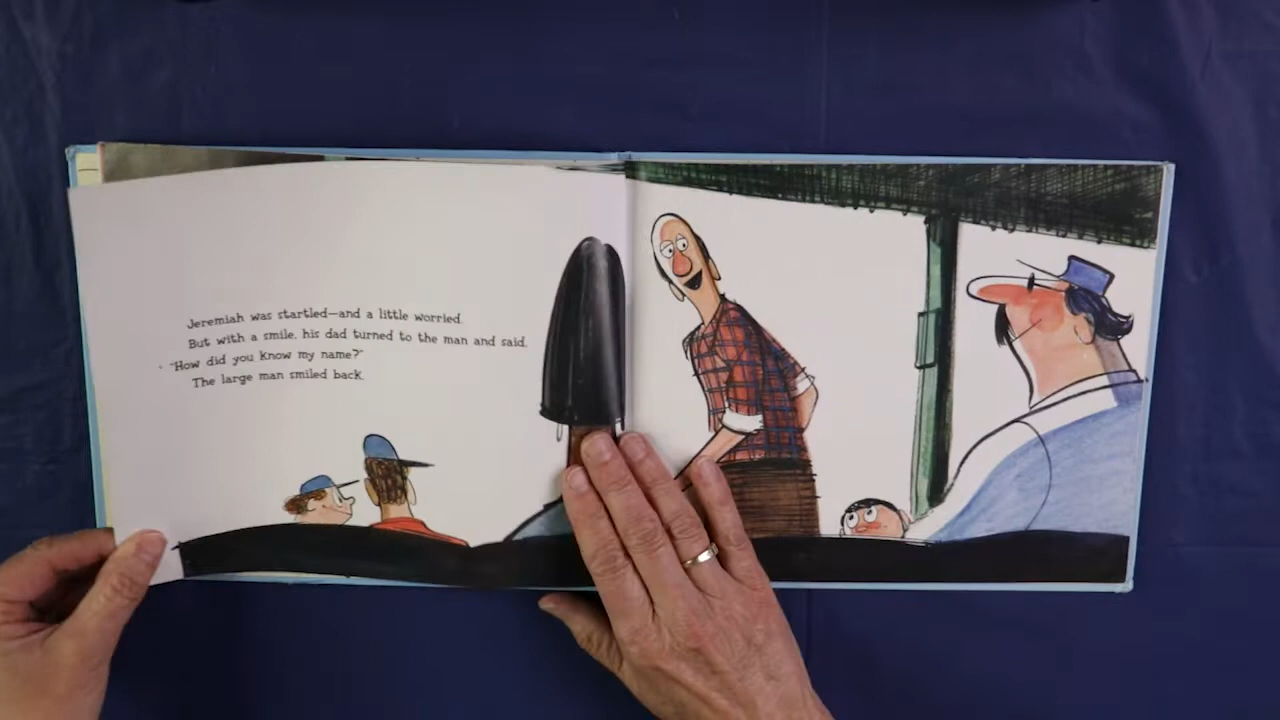 Jeremiah was startled—and a little worried.
But with a smile, his dad turned to the man and said,
"How did you know my name?"
The large man smiled back.